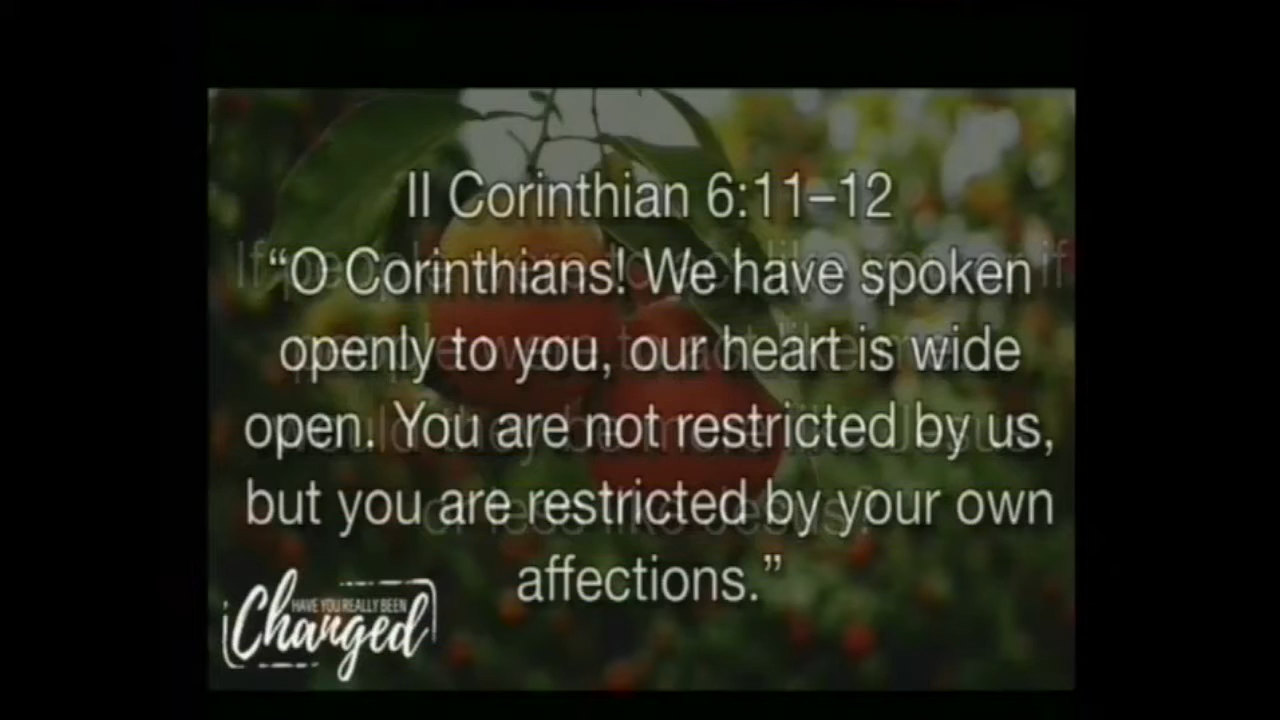 II Corinthian 6:11–12
“O Corinthians! We have spoken
openly to you, our heart is wide
open. You are not restricted by us,
but you are restricted by your own
affections.”
HAVE YOU REALLY BEEN
Changed